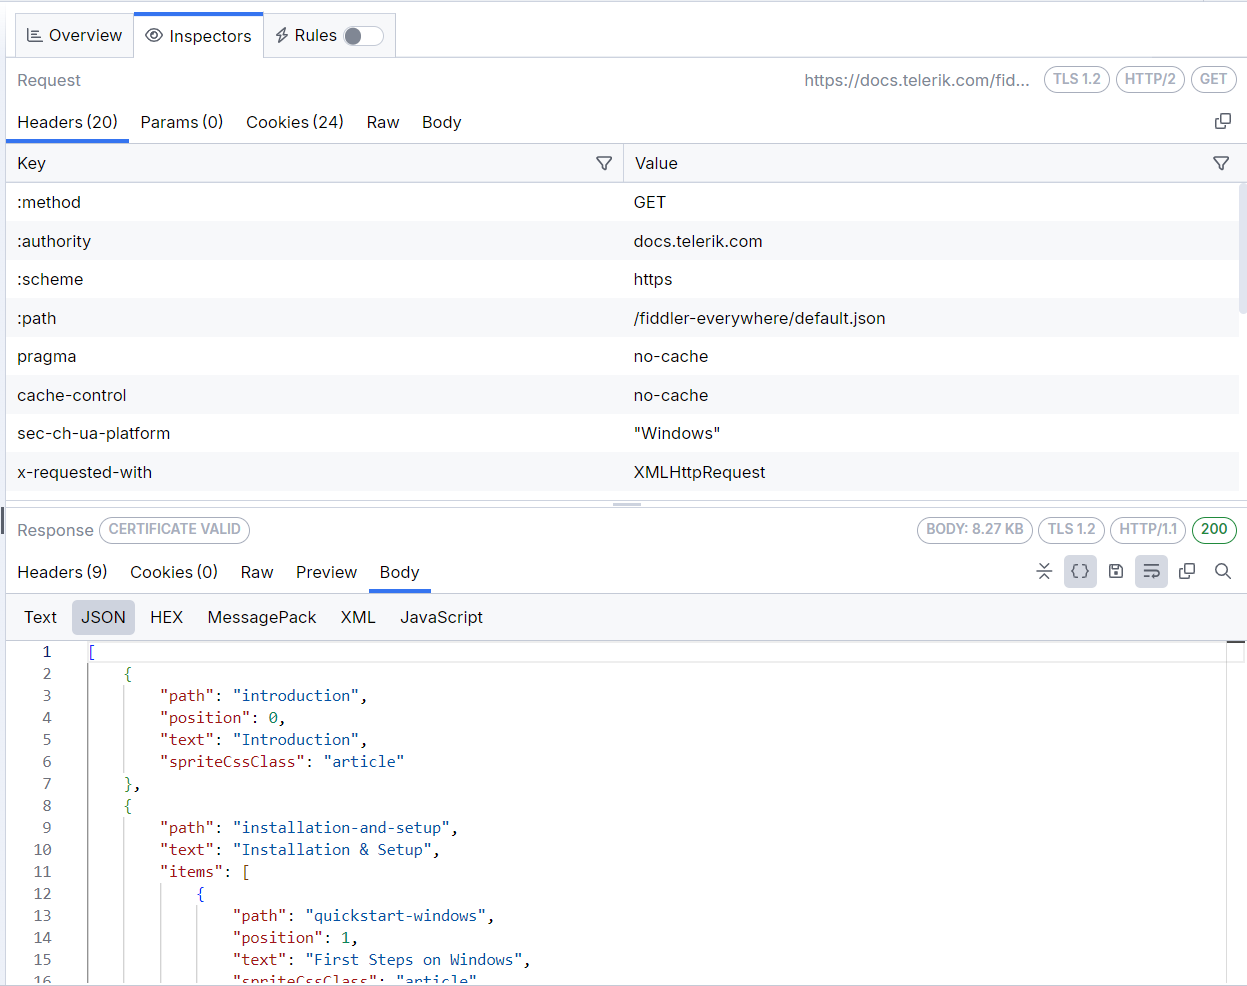 Overview Inspectors Rules
Request https://docs.telerik.com/fid... TLS 1.2 HTTP/2 GET
Headers (20) Params (0) Cookies (24) Raw Body
Key Value
:method GET
:authority docs.telerik.com
:scheme https
:path /fiddler-everywhere/default.json
pragma no-cache
cache-control no-cache
sec-ch-ua-platform "Windows"
x-requested-with XMLHttpRequest
Response CERTIFICATE VALID BODY: 8.27 KB TLS 1.2 HTTP/1.1 200
Headers (9) Cookies (0) Raw Preview Body
Text JSON HEX MessagePack XML JavaScript
1 [
2 {
3 "path": "introduction",
4 "position": 0,
5 "text": "Introduction",
6 "spriteCssClass": "article"
7 },
8 {
9 "path": "installation-and-setup",
10 "text": "Installation & Setup",
11 "items": [
12 {
13 "path": "quickstart-windows",
14 "position": 1,
15 "text": "First Steps on Windows",
16 "spriteCssClass": "article"